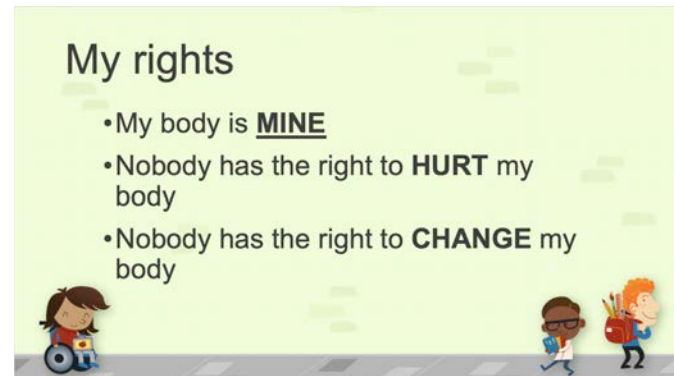 My rights
•My body is MINE
•Nobody has the right to HURT my
body
•Nobody has the right to CHANGE my
body